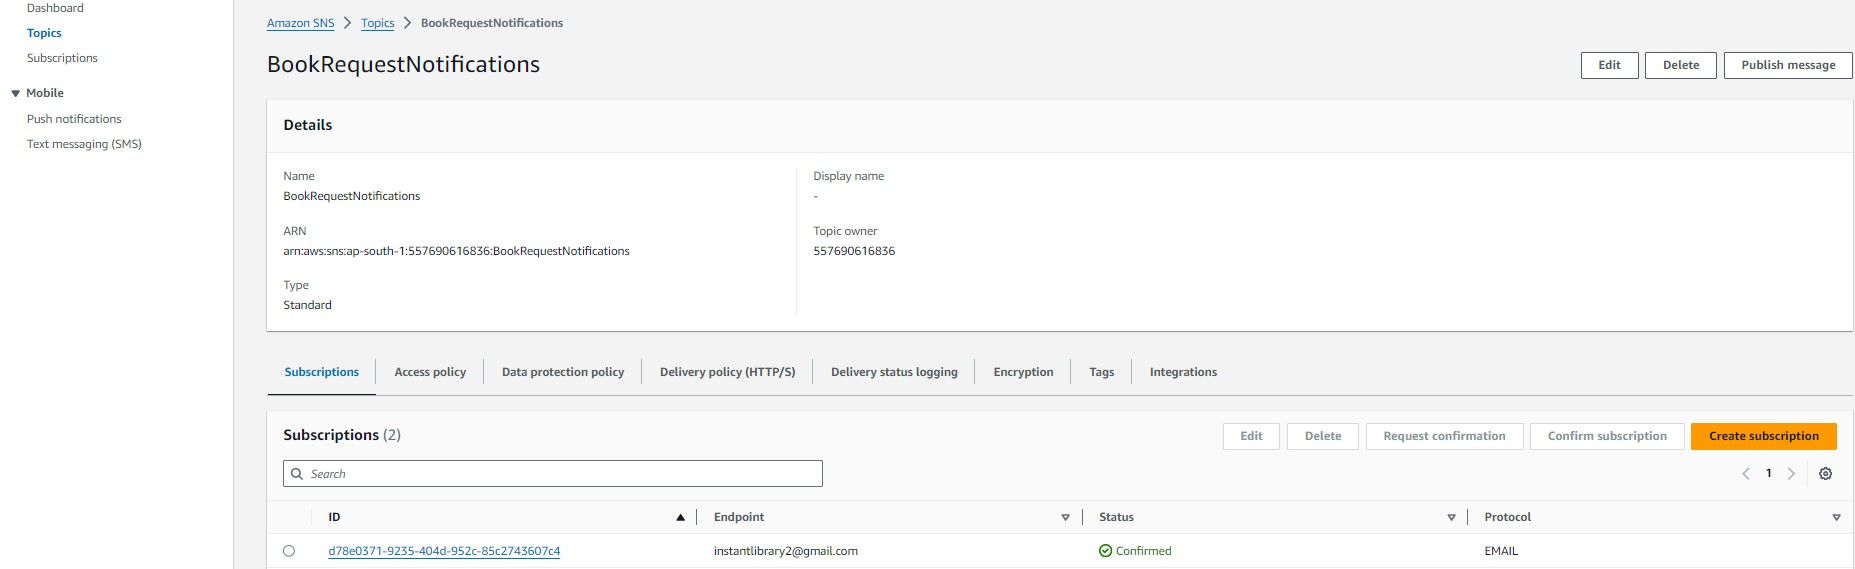 Dashboard
Topics
Subscriptions
Mobile
Push notifications
Text messaging (SMS)
Amazon SNS > Topics > BookRequestNotifications
BookRequestNotifications
Edit Delete Publish message
Details
Name
BookRequestNotifications
ARN
arn:aws:sns:ap-south-1:557690616836:BookRequestNotifications
Type
Standard
Display name
-
Topic owner
557690616836
Subscriptions Access policy Data protection policy Delivery policy (HTTP/S) Delivery status logging Encryption Tags Integrations
Subscriptions (2)
Edit Delete Request confirmation Confirm subscription Create subscription
Search
1
ID Endpoint Status Protocol
d78e0371-9235-404d-952c-85c2743607c4 instantlibrary2@gmail.com Confirmed EMAIL